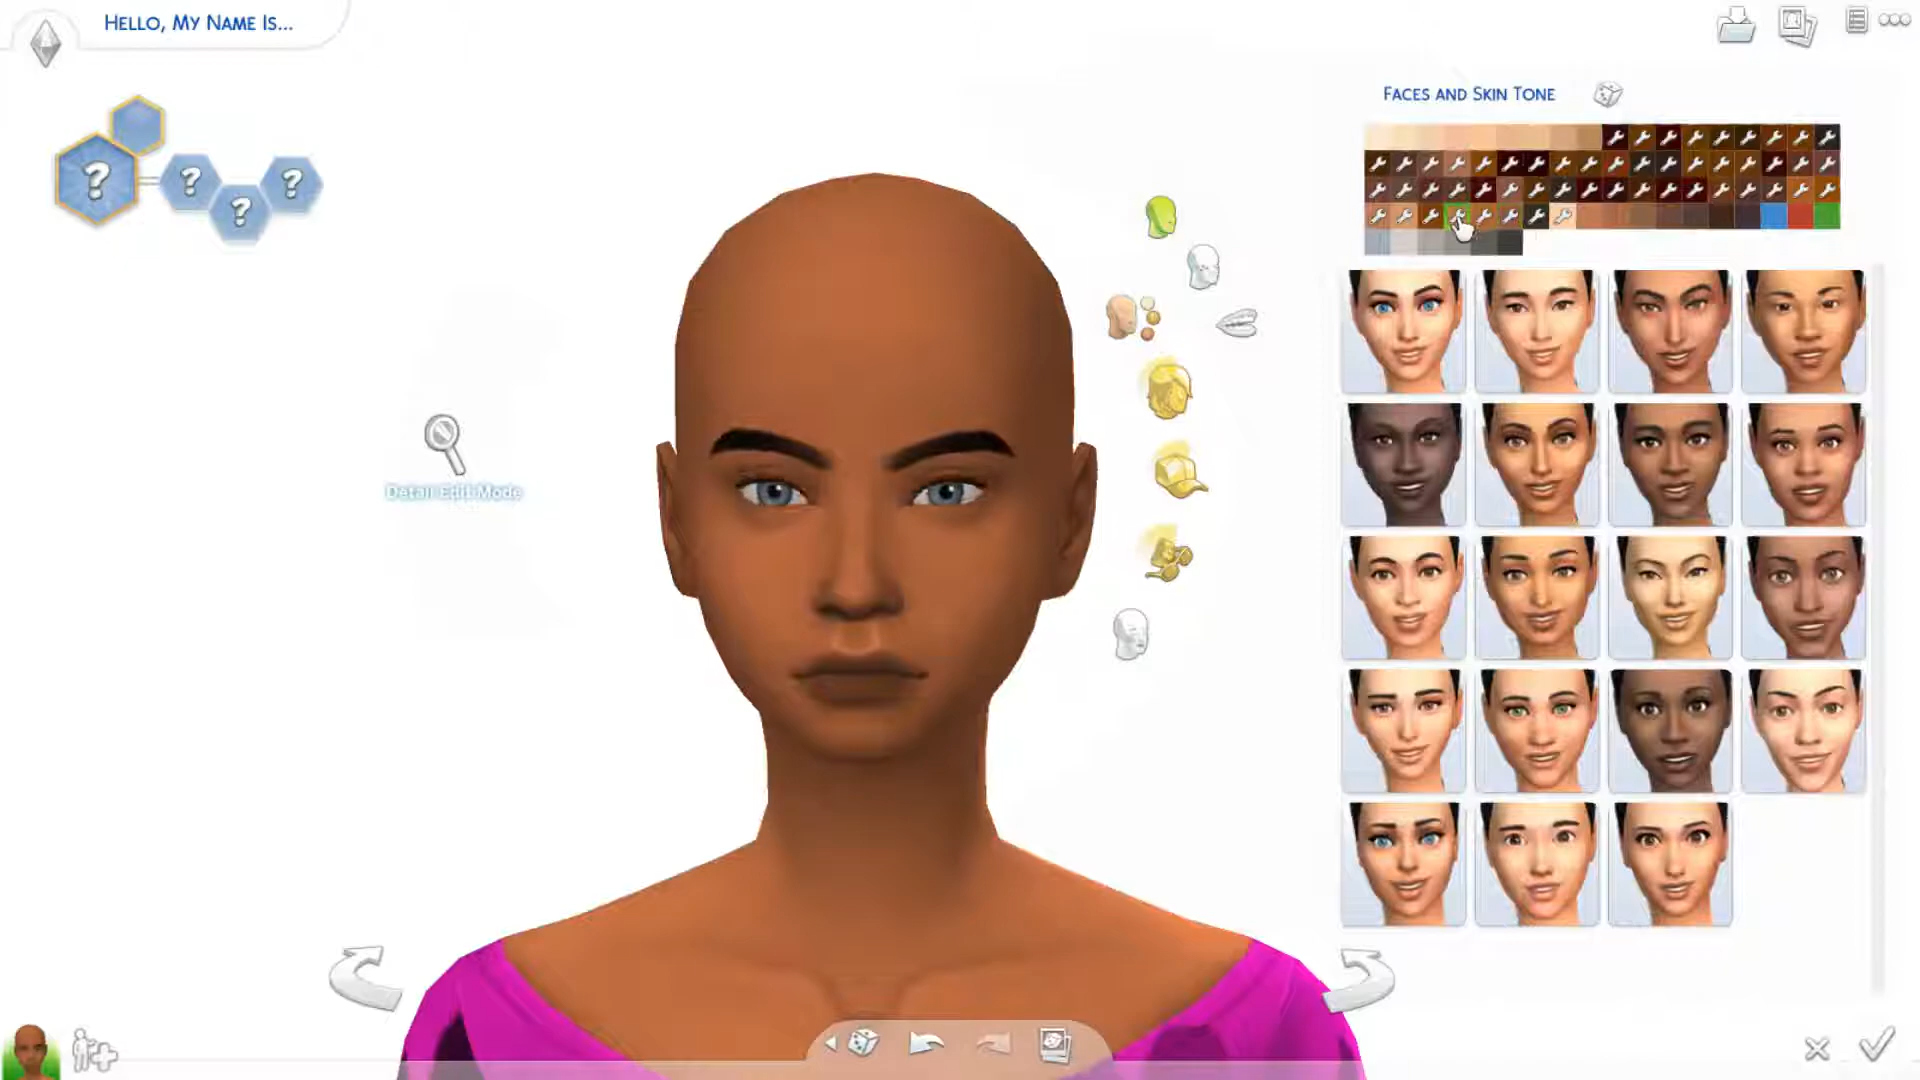 Hello, My Name Is...
Faces and Skin Tone
Detail Edit Mode
? ? ? ?